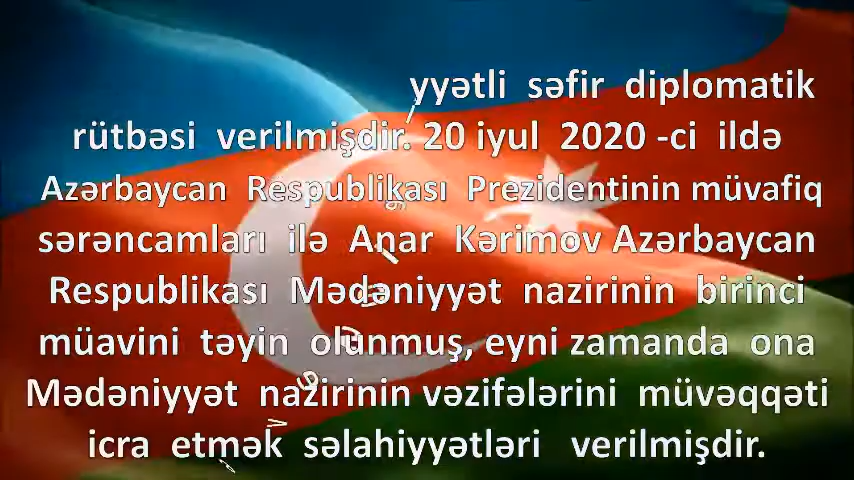 yyətli səfir diplomatik
rütbəsi verilmişdir. 20 iyul 2020 -ci ildə
Azərbaycan Respublikası Prezidentinin müvafiq
sərəncamları ilə Anar Kərimov Azərbaycan
Respublikası Mədəniyyət nazirinin birinci
müavini təyin olunmuş, eyni zamanda ona
Mədəniyyət nazirinin vəzifələrini müvəqqəti
icra etmək səlahiyyətləri verilmişdir.